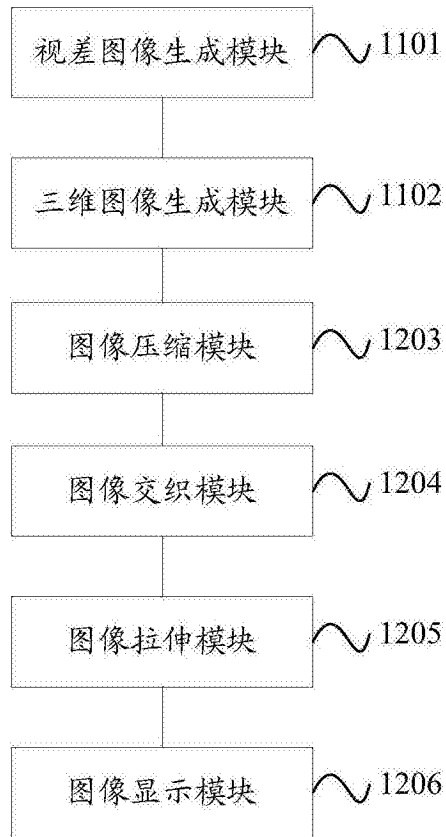 视差图像生成模块 1101
三维图像生成模块 1102
图像压缩模块 1203
图像交织模块 1204
图像拉伸模块 1205
图像显示模块 1206